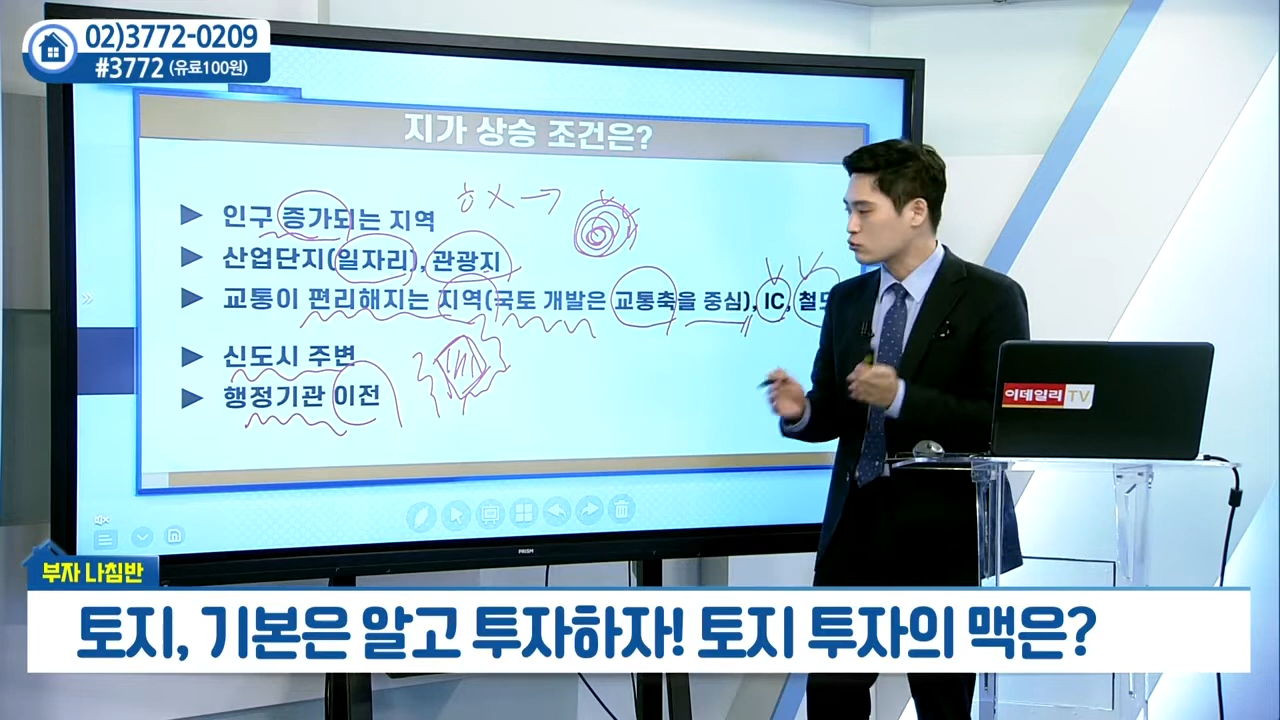 02)3772-0209
#3772 (유료100원)
지가 상승 조건은?
▶ 인구 증가되는 지역
▶ 산업단지(일자리), 관광지
▶ 교통이 편리해지는 지역(국토 개발은 교통축을 중심), IC, 철도
▶ 신도시 주변
▶ 행정기관 이전
PRISM
이데일리 TV
부자 나침반
토지, 기본은 알고 투자하자! 토지 투자의 맥은?